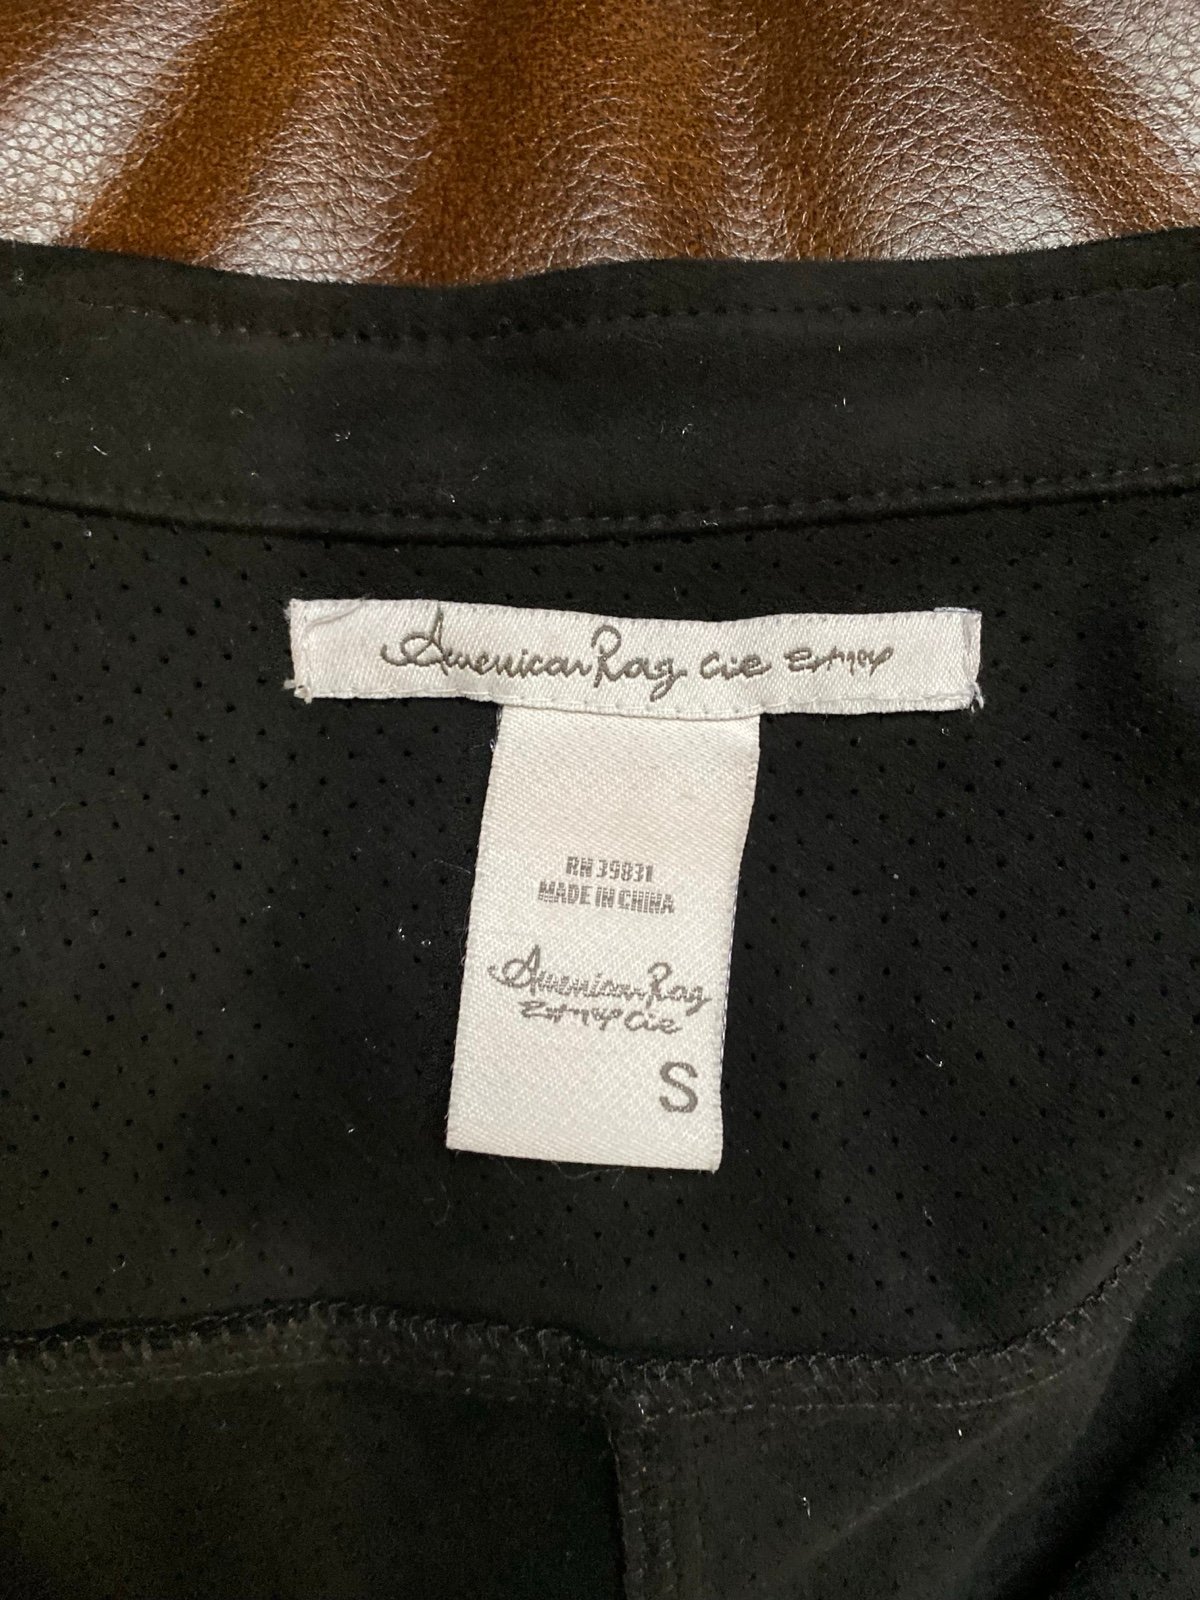 American Rag Cie Est 1984
RN 39831
MADE IN CHINA
American Rag
Est 1984 Cie
S